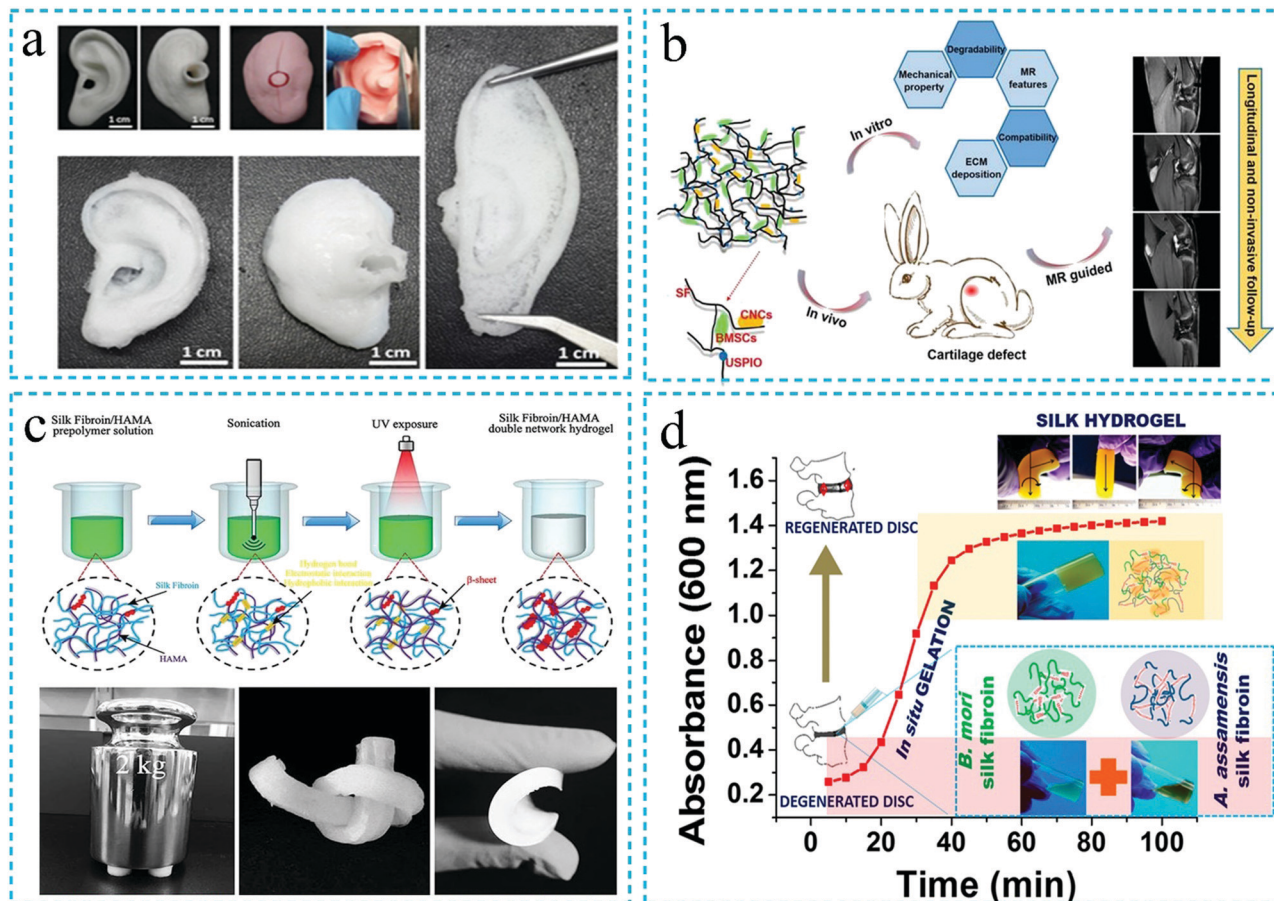 a
1 cm
1 cm
1 cm
1 cm
1 cm
1 cm
b
Degradability
Mechanical
property
MR
features
Compatibility
ECM
deposition
In vitro
In vivo
MR guided
SF
CNCs
BMSCs
USPIO
Cartilage defect
Longitudinal and non-invasive follow-up
c
Silk Fibroin/HAMA
prepolymer solution
Sonication
UV exposure
Silk Fibroin/HAMA
double network hydrogel
Silk Fibroin
HAMA
Hydrogen bond
Electrostatic interaction
Hydrophobic interaction
β-sheet
2 kg
d
SILK HYDROGEL
REGENERATED DISC
DEGENERATED DISC
In situ GELATION
B. mori
silk fibroin
A. assamensis
silk fibroin
Absorbance (600 nm)
1.6
1.4
1.2
1.0
0.8
0.6
0.4
0.2
0
20
40
60
80
100
Time (min)